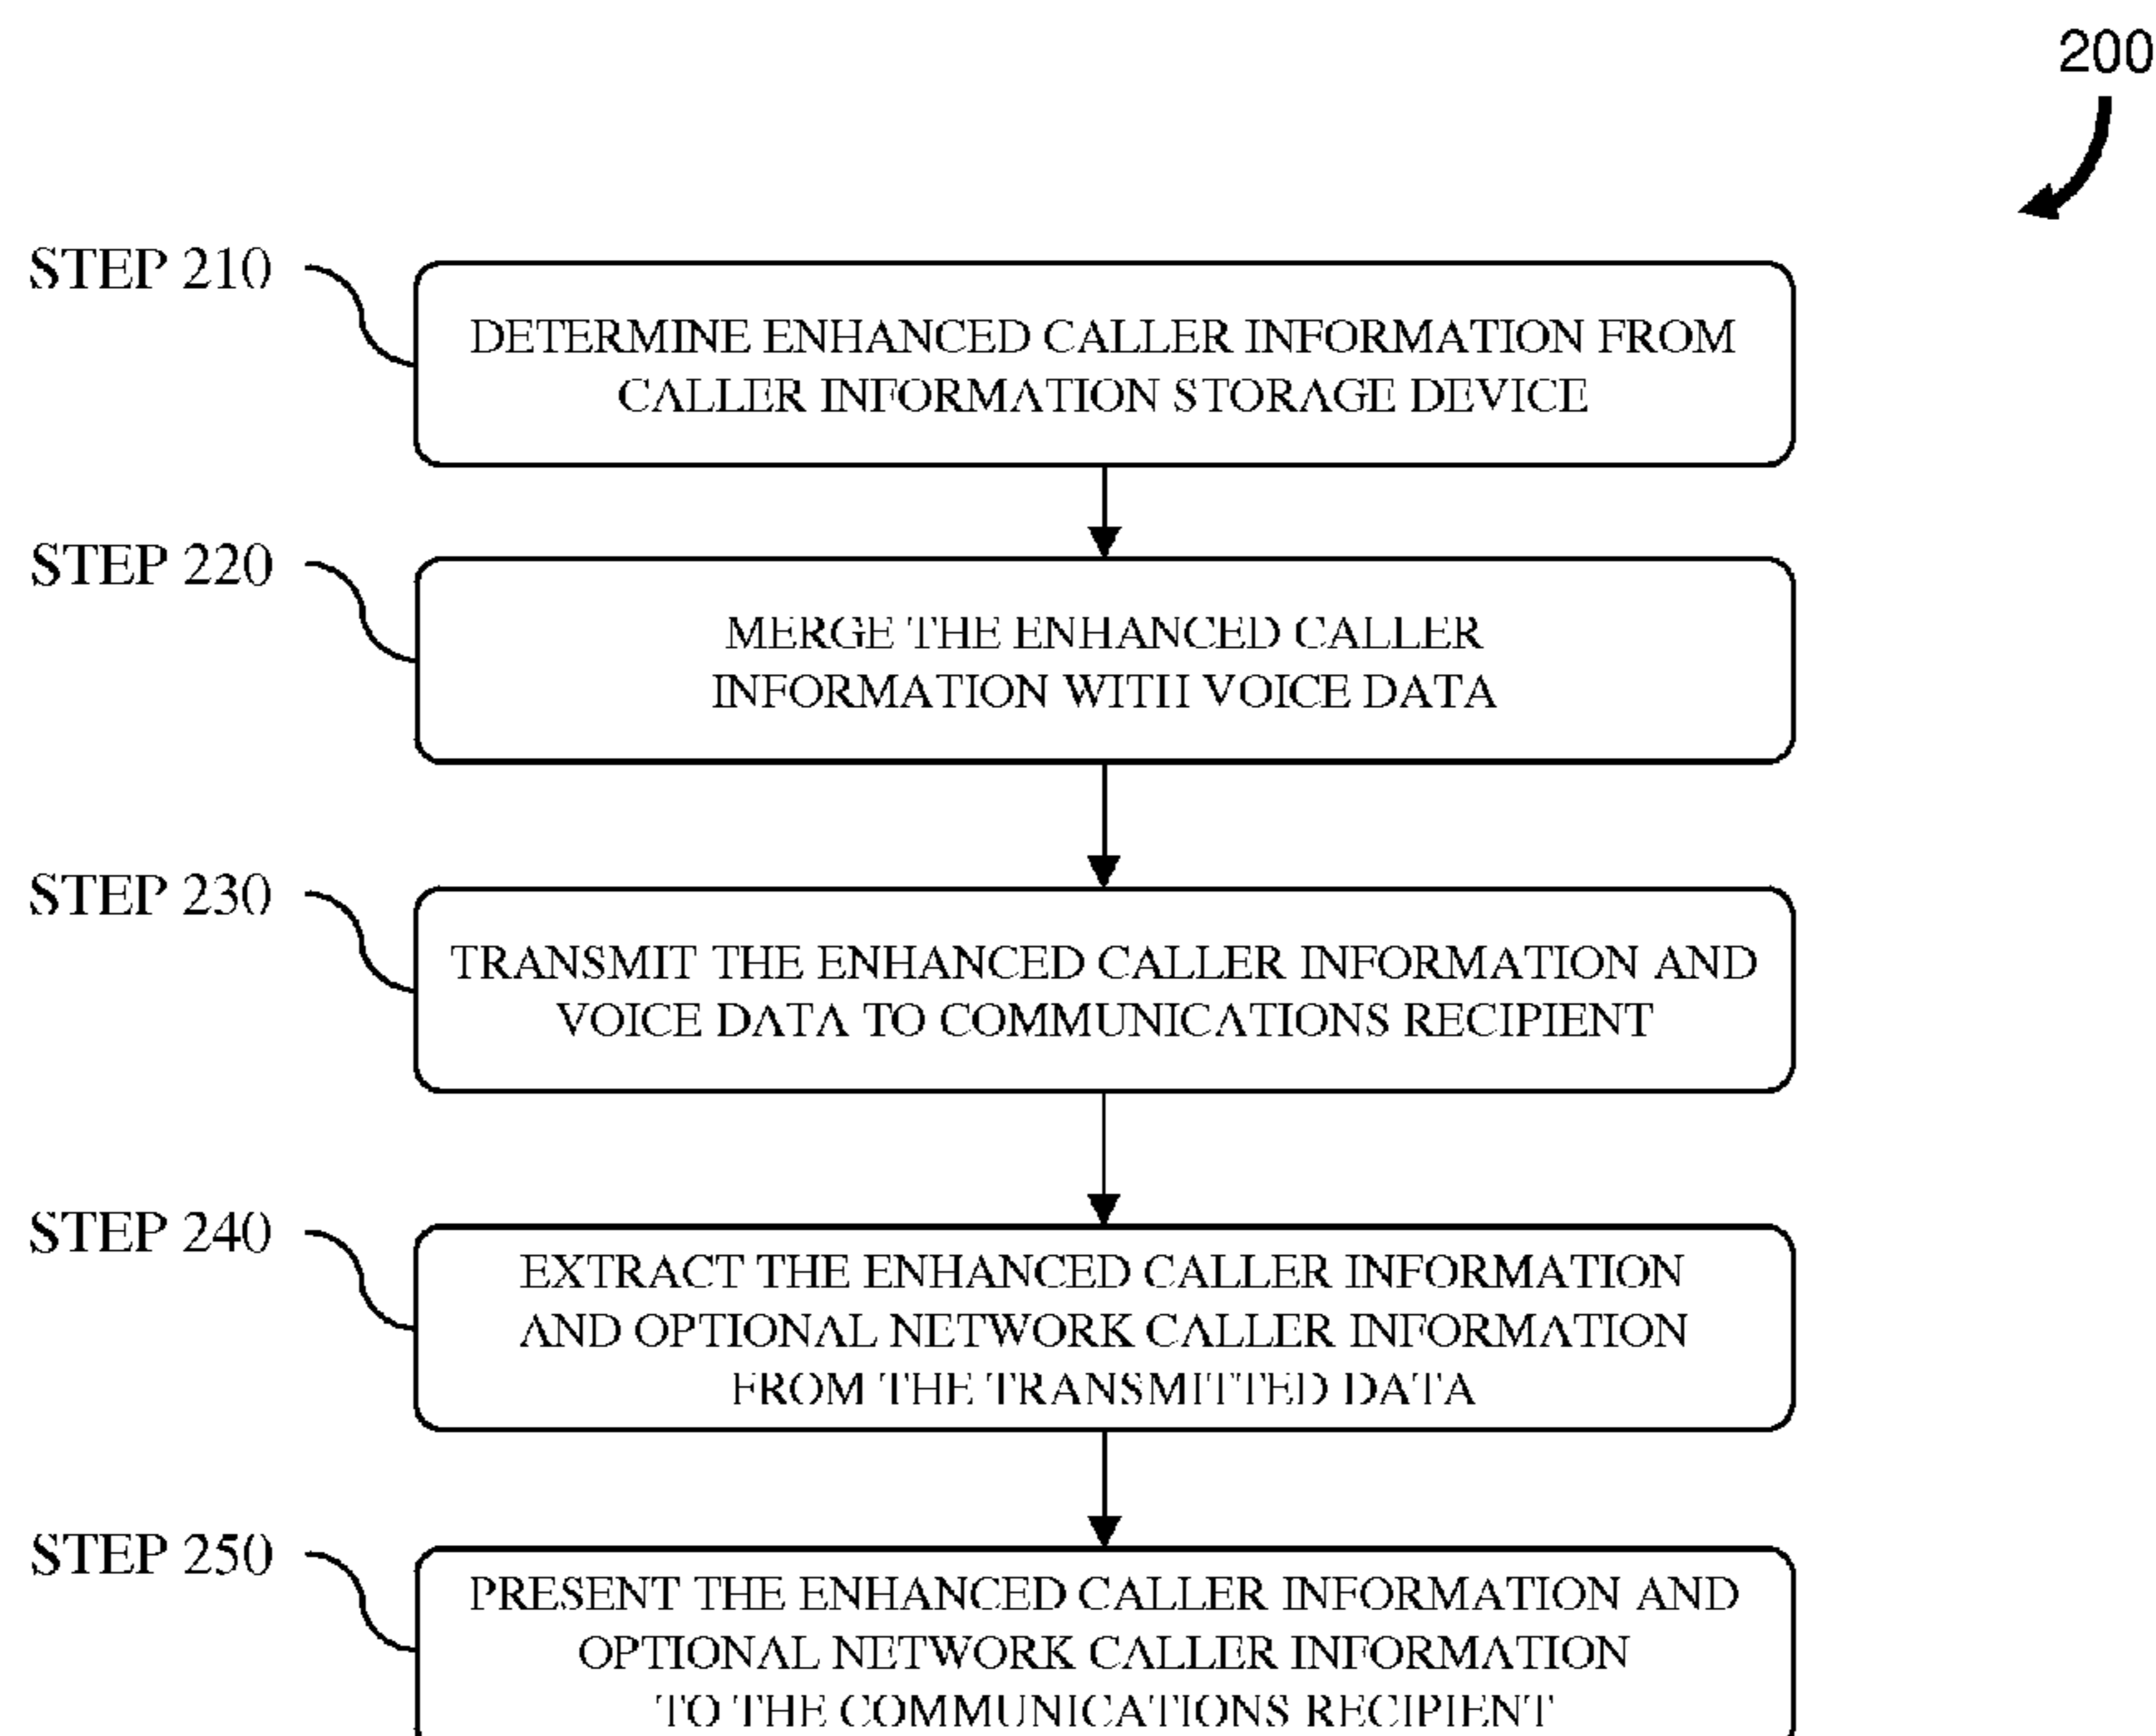 200
STEP 210
DETERMINE ENHANCED CALLER INFORMATION FROM
CALLER INFORMATION STORAGE DEVICE
STEP 220
MERGE THE ENHANCED CALLER
INFORMATION WITH VOICE DATA
STEP 230
TRANSMIT THE ENHANCED CALLER INFORMATION AND
VOICE DATA TO COMMUNICATIONS RECIPIENT
STEP 240
EXTRACT THE ENHANCED CALLER INFORMATION
AND OPTIONAL NETWORK CALLER INFORMATION
FROM THE TRANSMITTED DATA
STEP 250
PRESENT THE ENHANCED CALLER INFORMATION AND
OPTIONAL NETWORK CALLER INFORMATION
TO THE COMMUNICATIONS RECIPIENT